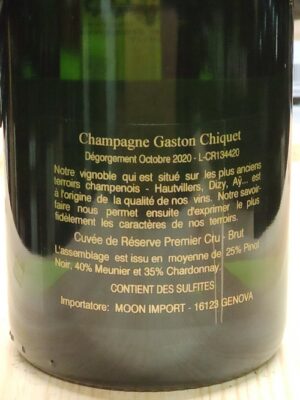 Champagne Gaston Chiquet
Dégorgement Octobre 2020 - L-CR134420
Notre vignoble qui est situé sur les plus anciens
terroirs champenois - Hautvillers, Dizy, Aÿ... est
à l'origine de la qualité de nos vins. Notre savoir-
faire nous permet ensuite d'exprimer le plus
fidèlement les caractères de nos terroirs.
Cuvée de Réserve Premier Cru - Brut
L'assemblage est issu en moyenne de 25% Pinot
Noir, 40% Meunier et 35% Chardonnay
CONTIENT DES SULFITES
Importatore: MOON IMPORT - 16123 GENOVA